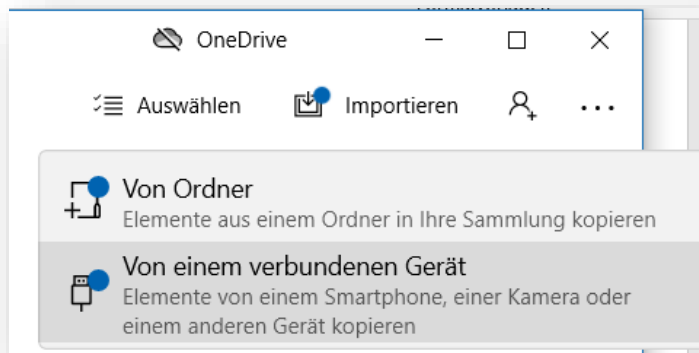 OneDrive
Auswählen Importieren
Von Ordner
Elemente aus einem Ordner in Ihre Sammlung kopieren
Von einem verbundenen Gerät
Elemente von einem Smartphone, einer Kamera oder
einem anderen Gerät kopieren